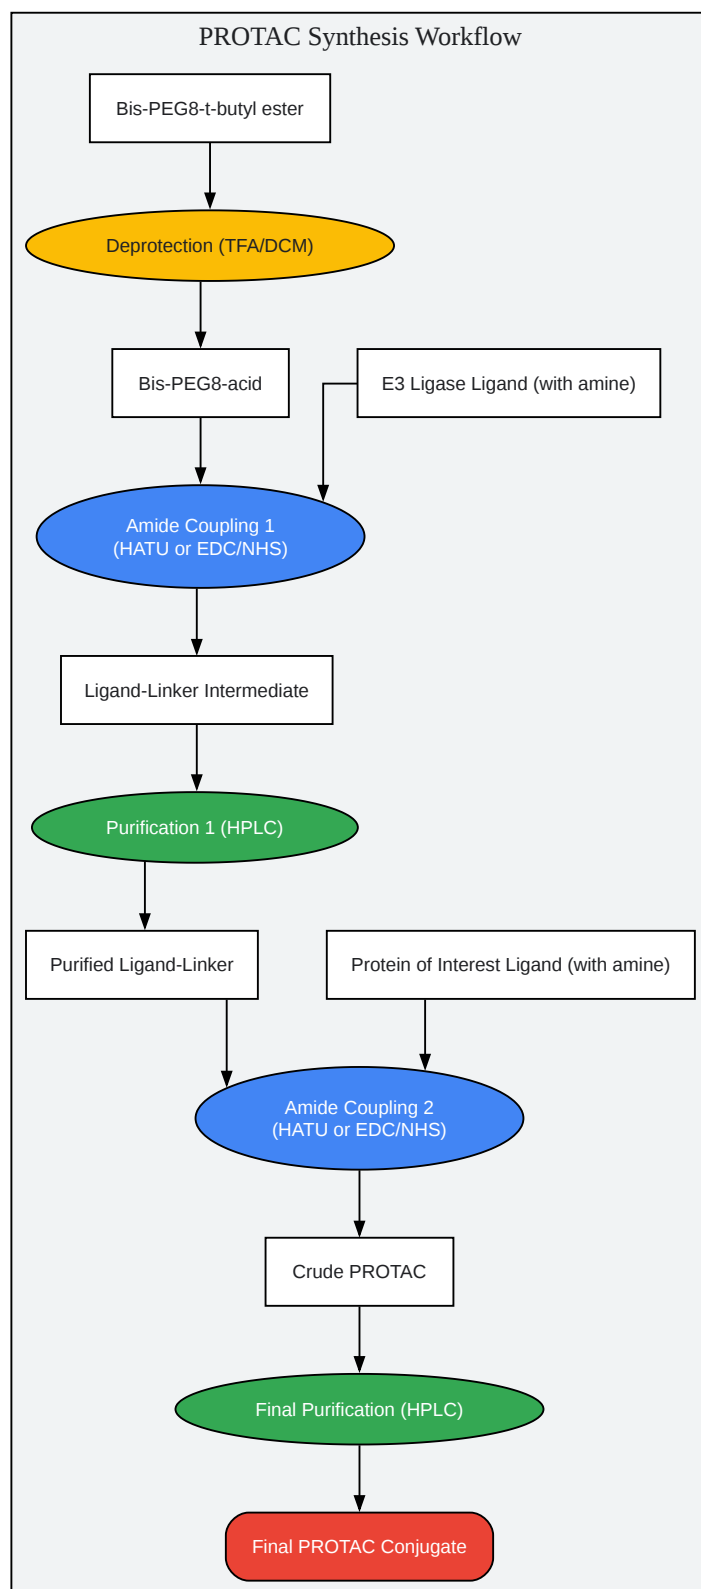 PROTAC Synthesis Workflow
Bis-PEG8-t-butyl ester
Deprotection (TFA/DCM)
Bis-PEG8-acid
E3 Ligase Ligand (with amine)
Amide Coupling 1
(HATU or EDC/NHS)
Ligand-Linker Intermediate
Purification 1 (HPLC)
Purified Ligand-Linker
Protein of Interest Ligand (with amine)
Amide Coupling 2
(HATU or EDC/NHS)
Crude PROTAC
Final Purification (HPLC)
Final PROTAC Conjugate